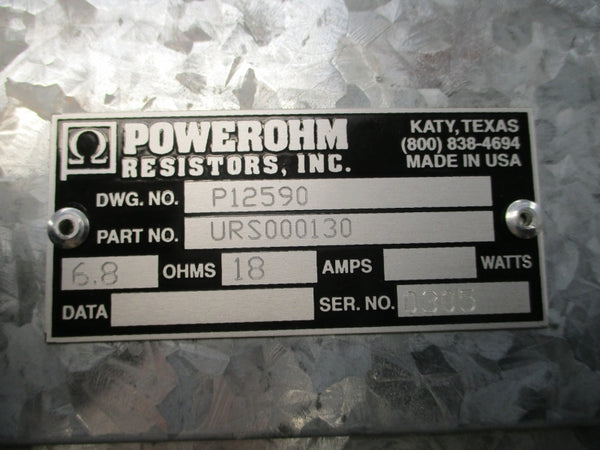 Ω POWEROHM
RESISTORS, INC.
KATY, TEXAS
(800) 838-4694
MADE IN USA
DWG. NO. P12590
PART NO. URS000130
6.8 OHMS 18 AMPS WATTS
DATA SER. NO. 0305